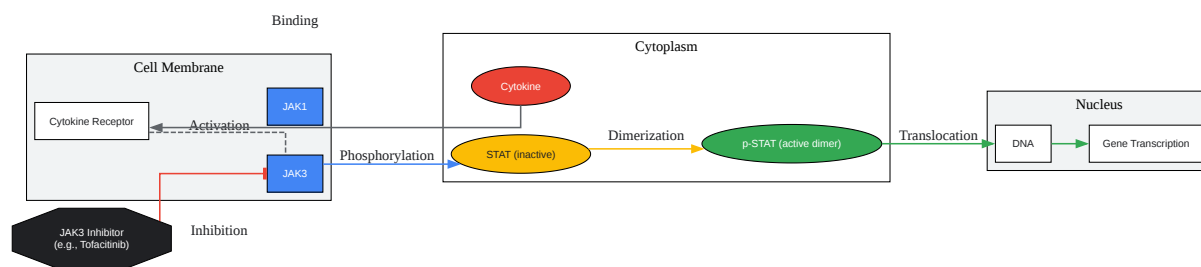 Binding
Cell Membrane
Cytokine Receptor
Activation
JAK1
JAK3
JAK3 Inhibitor
(e.g., Tofacitinib)
Inhibition
Phosphorylation
Cytoplasm
Cytokine
STAT (inactive)
Dimerization
p-STAT (active dimer)
Translocation
Nucleus
DNA
Gene Transcription